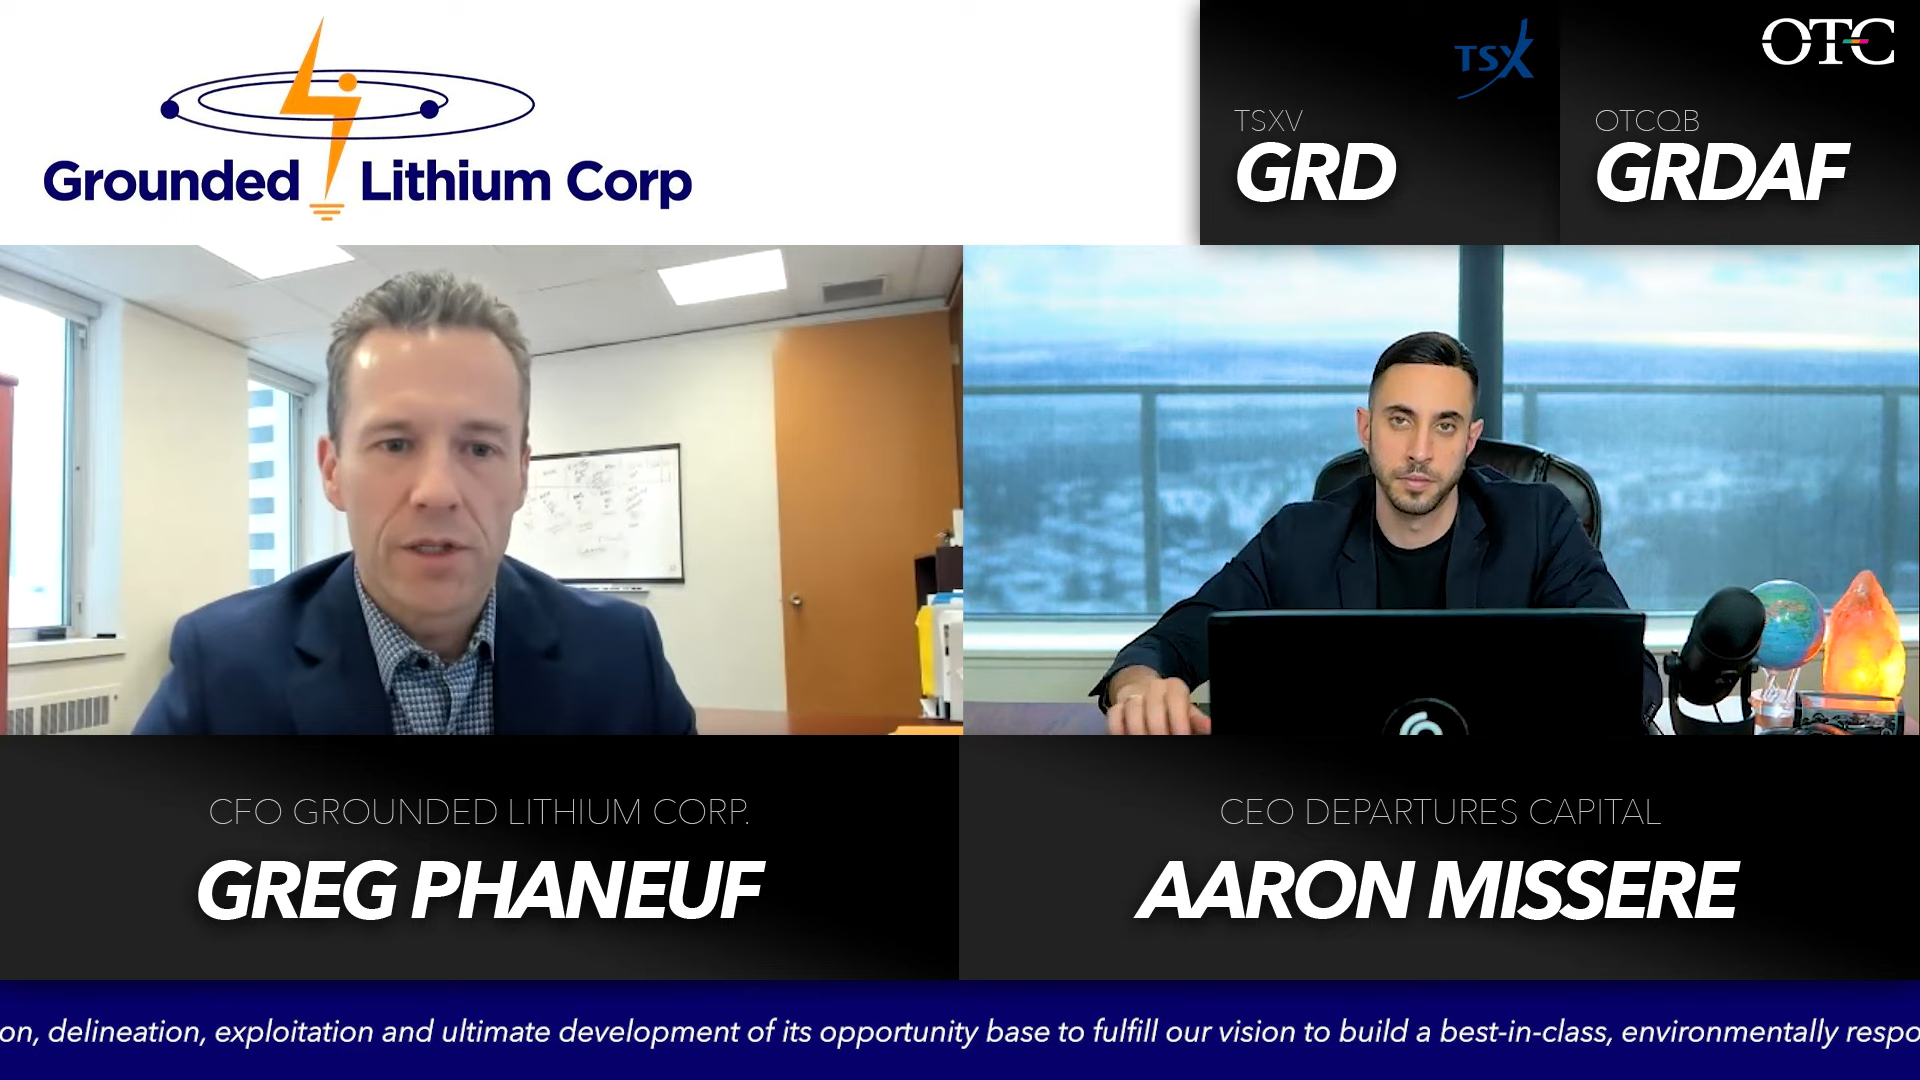 Grounded Lithium Corp
TSX
TSXV
GRD
OTC
OTCQB
GRDAF
CFO GROUNDED LITHIUM CORP.
GREG PHANEUF
CEO DEPARTURES CAPITAL
AARON MISSERE
on, delineation, exploitation and ultimate development of its opportunity base to fulfill our vision to build a best-in-class, environmentally respo